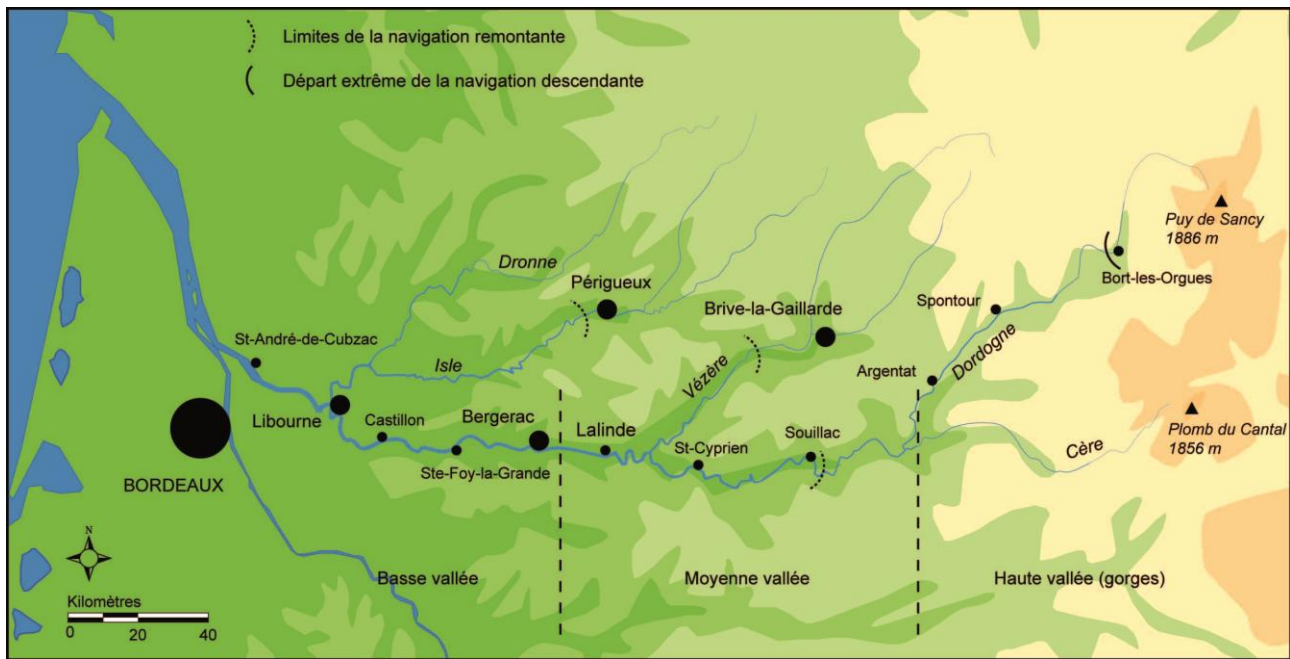 Limites de la navigation remontante
Départ extrême de la navigation descendante
Puy de Sancy
1886 m
Dronne
Périgueux
Bort-les-Orgues
Spontour
Brive-la-Gaillarde
St-André-de-Cubzac
Isle
Vézère
Dordogne
Argentat
Libourne
Castillon
Bergerac
Lalinde
Souillac
St-Cyprien
Plomb du Cantal
1856 m
Cère
Ste-Foy-la-Grande
BORDEAUX
N
Basse vallée
Moyenne vallée
Haute vallée (gorges)
Kilomètres
0 20 40